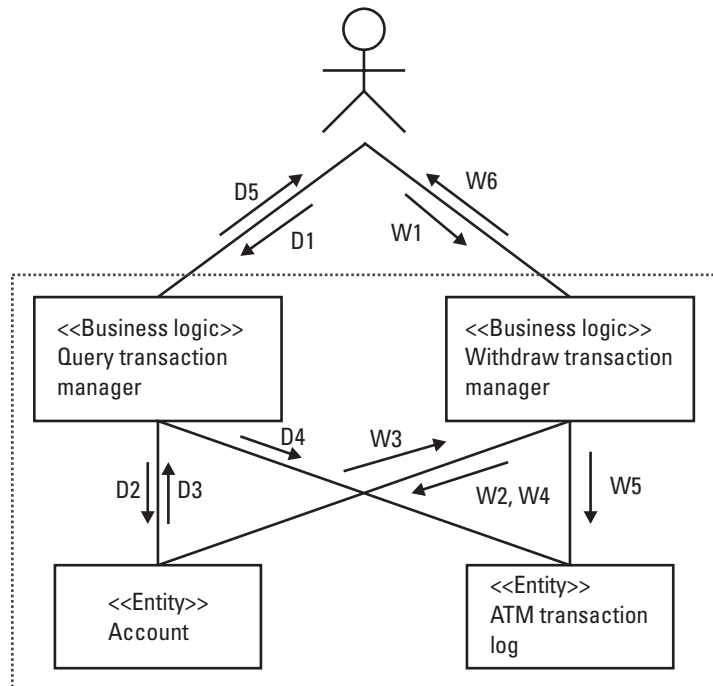 D5
W6
D1
W1
<<Business logic>>
Query transaction
manager
<<Business logic>>
Withdraw transaction
manager
D4
W3
D2
D3
W2, W4
W5
<<Entity>>
Account
<<Entity>>
ATM transaction
log